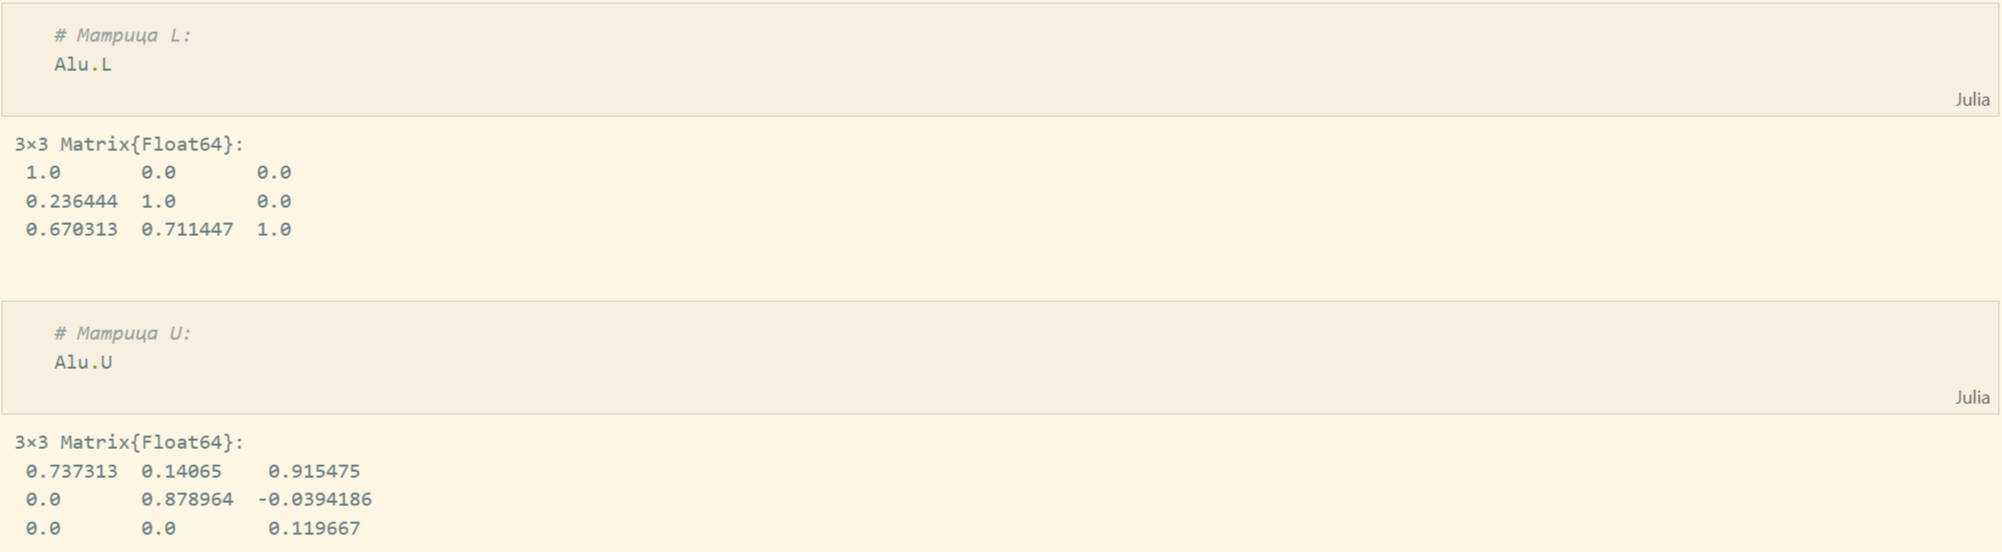 # Матрица L:
Alu.L
Julia
3×3 Matrix{Float64}:
1.0 0.0 0.0
0.236444 1.0 0.0
0.670313 0.711447 1.0
# Матрица U:
Alu.U
Julia
3×3 Matrix{Float64}:
0.737313 0.14065 0.915475
0.0 0.878964 -0.0394186
0.0 0.0 0.119667